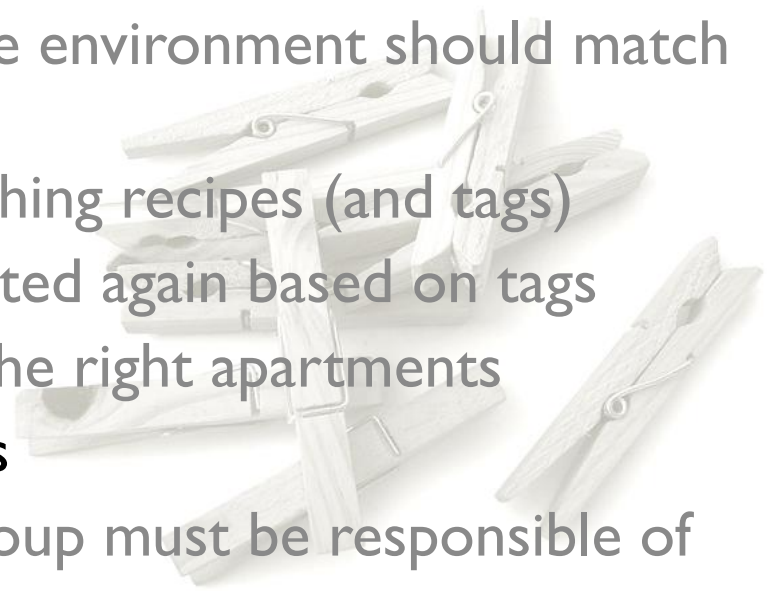 e environment should match
hing recipes (and tags)
ted again based on tags
he right apartments
s
oup must be responsible of